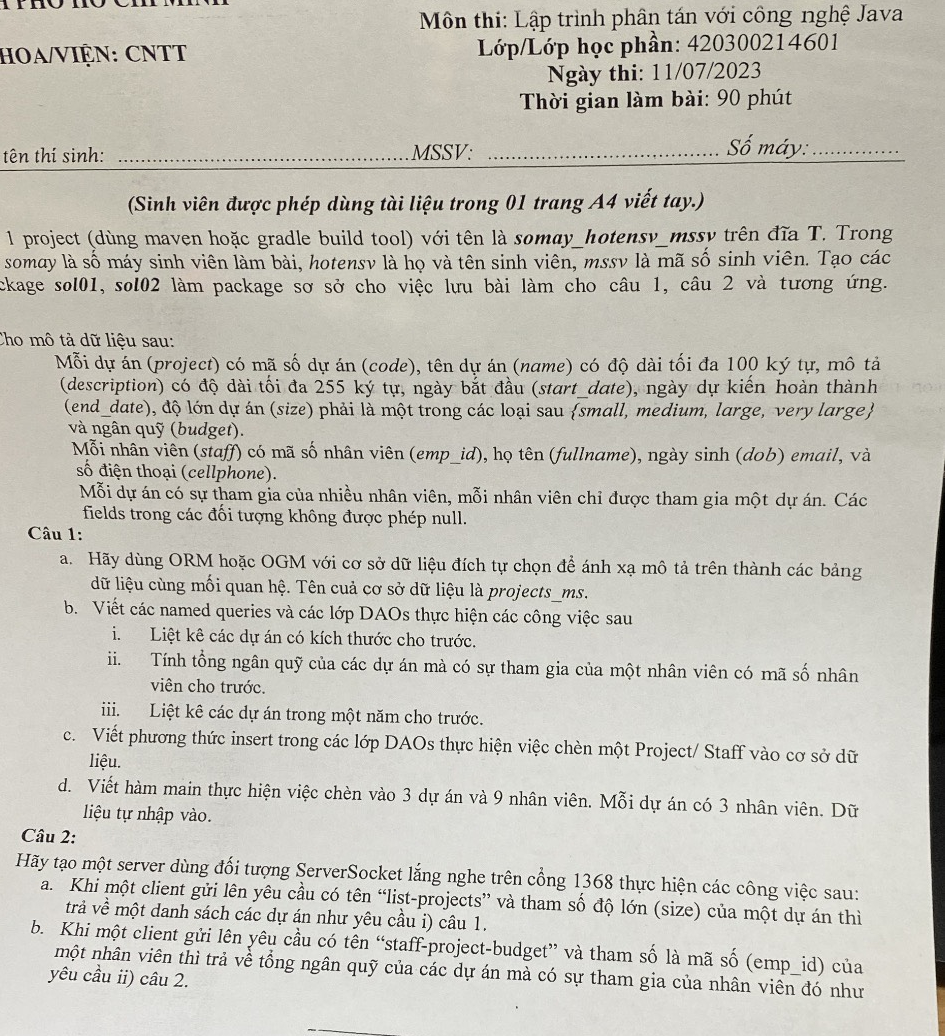 Môn thi: Lập trình phân tán với công nghệ Java
HOA/VIỆN: CNTT
Lớp/Lớp học phần: 420300214601
Ngày thi: 11/07/2023
Thời gian làm bài: 90 phút
tên thí sinh: ................................................MSSV: ...................................... Số máy:..............
(Sinh viên được phép dùng tài liệu trong 01 trang A4 viết tay.)
1 project (dùng maven hoặc gradle build tool) với tên là somay_hotensv_mssv trên đĩa T. Trong
somay là số máy sinh viên làm bài, hotensv là họ và tên sinh viên, mssv là mã số sinh viên. Tạo các
ckage sol01, sol02 làm package sơ sở cho việc lưu bài làm cho câu 1, câu 2 và tương ứng.
Cho mô tả dữ liệu sau:
Mỗi dự án (project) có mã số dự án (code), tên dự án (name) có độ dài tối đa 100 ký tự, mô tả
(description) có độ dài tối đa 255 ký tự, ngày bắt đầu (start_date), ngày dự kiến hoàn thành
(end_date), độ lớn dự án (size) phải là một trong các loại sau {small, medium, large, very large}
và ngân quỹ (budget).
Mỗi nhân viên (staff) có mã số nhân viên (emp_id), họ tên (fullname), ngày sinh (dob) email, và
số điện thoại (cellphone).
Mỗi dự án có sự tham gia của nhiều nhân viên, mỗi nhân viên chỉ được tham gia một dự án. Các
fields trong các đối tượng không được phép null.
Câu 1:
a. Hãy dùng ORM hoặc OGM với cơ sở dữ liệu đích tự chọn để ánh xạ mô tả trên thành các bảng
dữ liệu cùng mối quan hệ. Tên cuả cơ sở dữ liệu là projects_ms.
b. Viết các named queries và các lớp DAOs thực hiện các công việc sau
i. Liệt kê các dự án có kích thước cho trước.
ii. Tính tổng ngân quỹ của các dự án mà có sự tham gia của một nhân viên có mã số nhân
viên cho trước.
iii. Liệt kê các dự án trong một năm cho trước.
c. Viết phương thức insert trong các lớp DAOs thực hiện việc chèn một Project/ Staff vào cơ sở dữ
liệu.
d. Viết hàm main thực hiện việc chèn vào 3 dự án và 9 nhân viên. Mỗi dự án có 3 nhân viên. Dữ
liệu tự nhập vào.
Câu 2:
Hãy tạo một server dùng đối tượng ServerSocket lắng nghe trên cổng 1368 thực hiện các công việc sau:
a. Khi một client gửi lên yêu cầu có tên “list-projects” và tham số độ lớn (size) của một dự án thì
trả về một danh sách các dự án như yêu cầu i) câu 1.
b. Khi một client gửi lên yêu cầu có tên “staff-project-budget” và tham số là mã số (emp_id) của
một nhân viên thì trả về tổng ngân quỹ của các dự án mà có sự tham gia của nhân viên đó như
yêu cầu ii) câu 2.